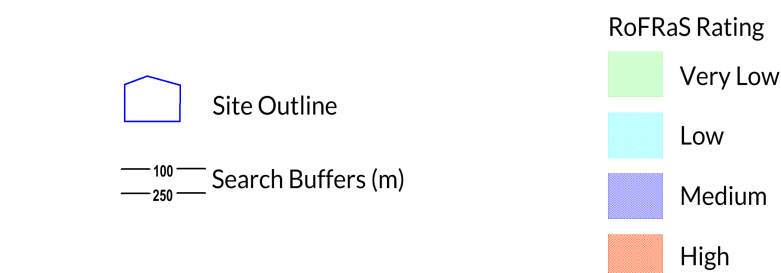 RoFRaS Rating
Very Low
Site Outline
Low
100
Search Buffers (m)
250
Medium
High